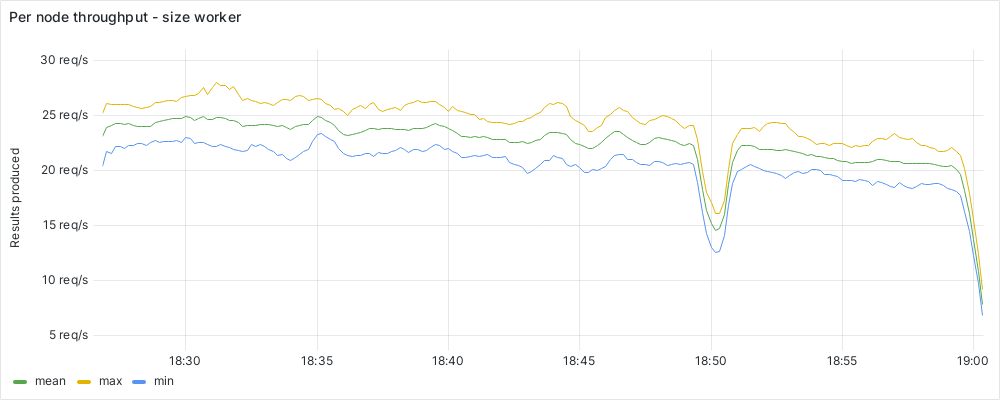 Per node throughput - size worker
Results produced
30 req/s
25 req/s
20 req/s
15 req/s
10 req/s
5 req/s
18:30 18:35 18:40 18:45 18:50 18:55 19:00
mean max min